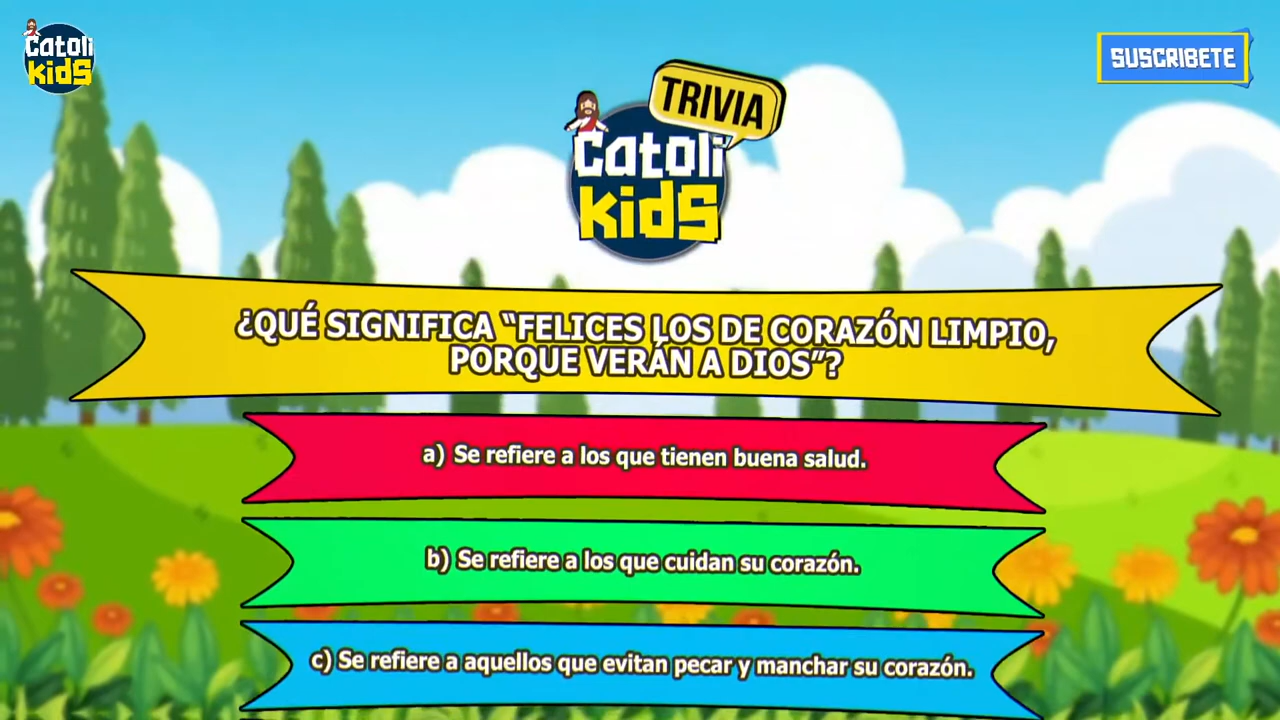 Catoli
kids
SUSCRIBETE
TRIVIA
Catoli
kids
¿QUÉ SIGNIFICA “FELICES LOS DE CORAZÓN LIMPIO,
PORQUE VERÁN A DIOS”?
a) Se refiere a los que tienen buena salud.
b) Se refiere a los que cuidan su corazón.
c) Se refiere a aquellos que evitan pecar y manchar su corazón.